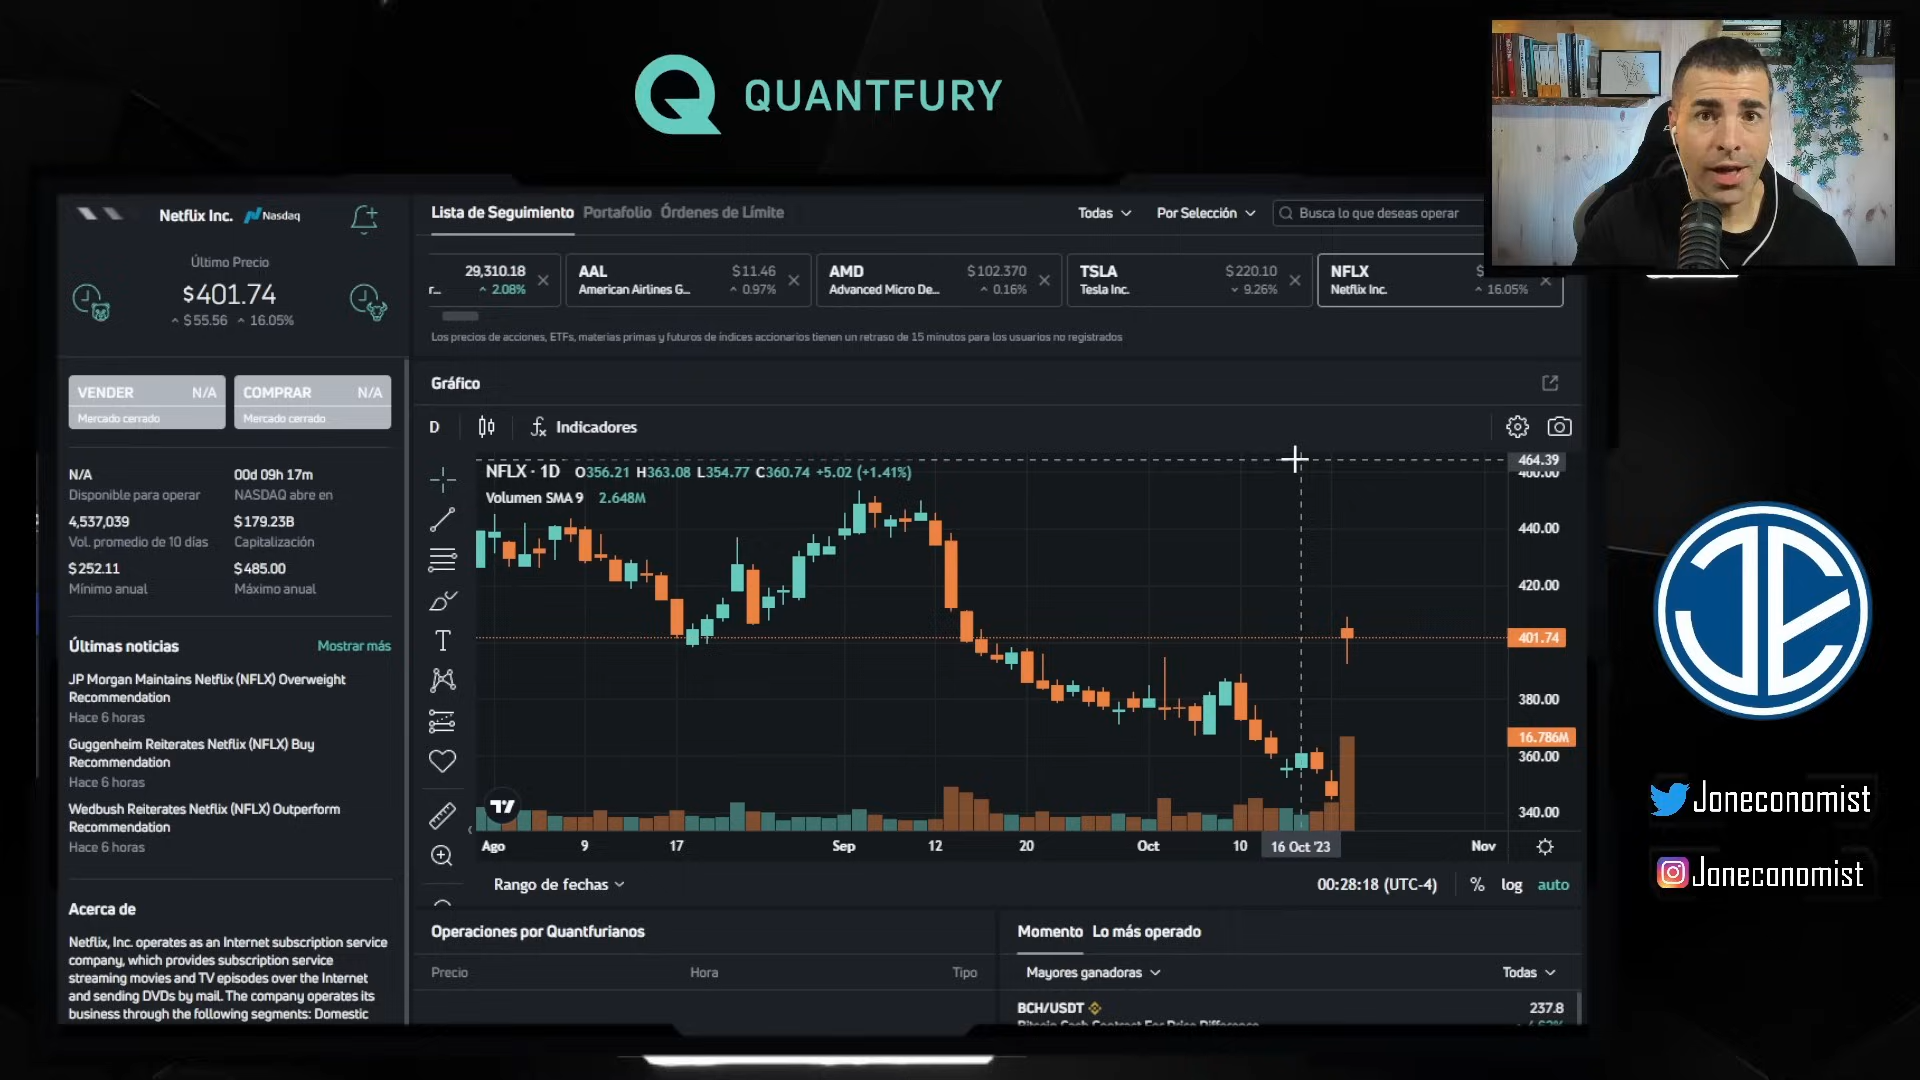 QUANTFURY
Netflix Inc. Nasdaq
Último Precio
$401.74
$55.56 16.05%
VENDER N/A
Mercado cerrado
COMPRAR N/A
Mercado cerrado
N/A
Disponible para operar
00d 09h 17m
NASDAQ abre en
4,537,039
Vol. promedio de 10 días
$179.23B
Capitalización
$252.11
Mínimo anual
$485.00
Máximo anual
Últimas noticias Mostrar más
JP Morgan Maintains Netflix (NFLX) Overweight
Recommendation
Hace 6 horas
Guggenheim Reiterates Netflix (NFLX) Buy
Recommendation
Hace 6 horas
Wedbush Reiterates Netflix (NFLX) Outperform
Recommendation
Hace 6 horas
Acerca de
Netflix, Inc. operates as an Internet subscription service
company, which provides subscription service
streaming movies and TV episodes over the Internet
and sending DVDs by mail. The company operates its
business through the following segments: Domestic
Lista de Seguimiento Portafolio Órdenes de Límite
Todas Por Selección Busca lo que deseas operar
29,310.18
r... 2.08%
AAL $11.46
American Airlines G... 0.97%
AMD $102.370
Advanced Micro De... 0.16%
TSLA $220.10
Tesla Inc. 9.26%
NFLX $
Netflix Inc. 16.05%
Los precios de acciones, ETFs, materias primas y futuros de índices accionarios tienen un retraso de 15 minutos para los usuarios no registrados
Gráfico
D Indicadores
NFLX · 1D O356.21 H363.08 L354.77 C360.74 +5.02 (+1.41%)
Volumen SMA 9 2.648M
464.39
460.00
440.00
420.00
401.74
380.00
16.786M
360.00
340.00
Ago 9 17 Sep 12 20 Oct 10 16 Oct '23 Nov
Rango de fechas 00:28:18 (UTC-4) % log auto
Operaciones por Quantfurianos
Precio Hora Tipo
Momento Lo más operado
Mayores ganadoras Todas
BCH/USDT 237.8
Bitcoin Cash Contract For Price Difference
JE
Joneconomist
Joneconomist